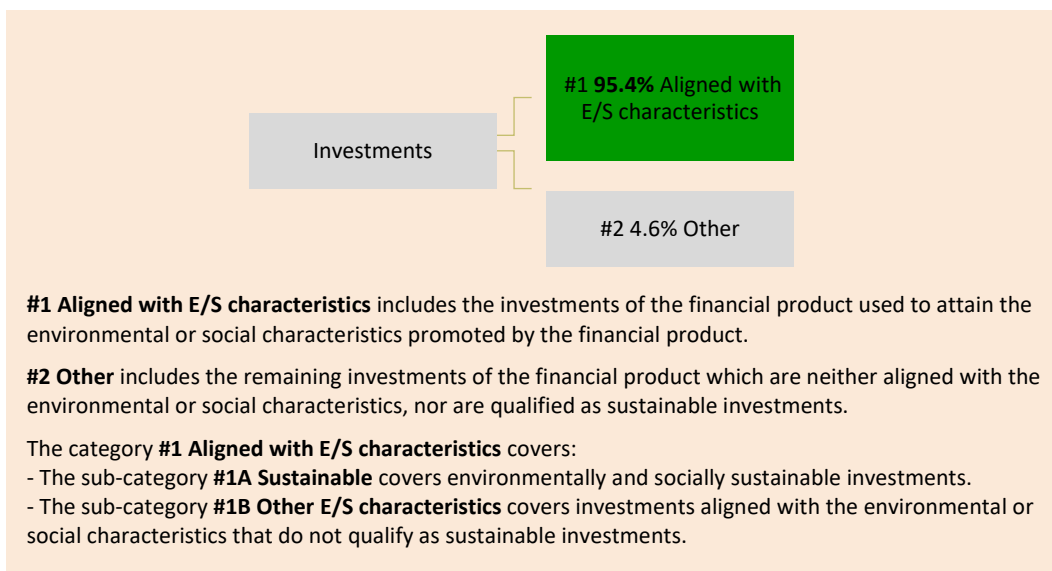 #1 95.4% Aligned with
E/S characteristics
Investments
#2 4.6% Other
#1 Aligned with E/S characteristics includes the investments of the financial product used to attain the
environmental or social characteristics promoted by the financial product.
#2 Other includes the remaining investments of the financial product which are neither aligned with the
environmental or social characteristics, nor are qualified as sustainable investments.
The category #1 Aligned with E/S characteristics covers:
- The sub-category #1A Sustainable covers environmentally and socially sustainable investments.
- The sub-category #1B Other E/S characteristics covers investments aligned with the environmental or
social characteristics that do not qualify as sustainable investments.